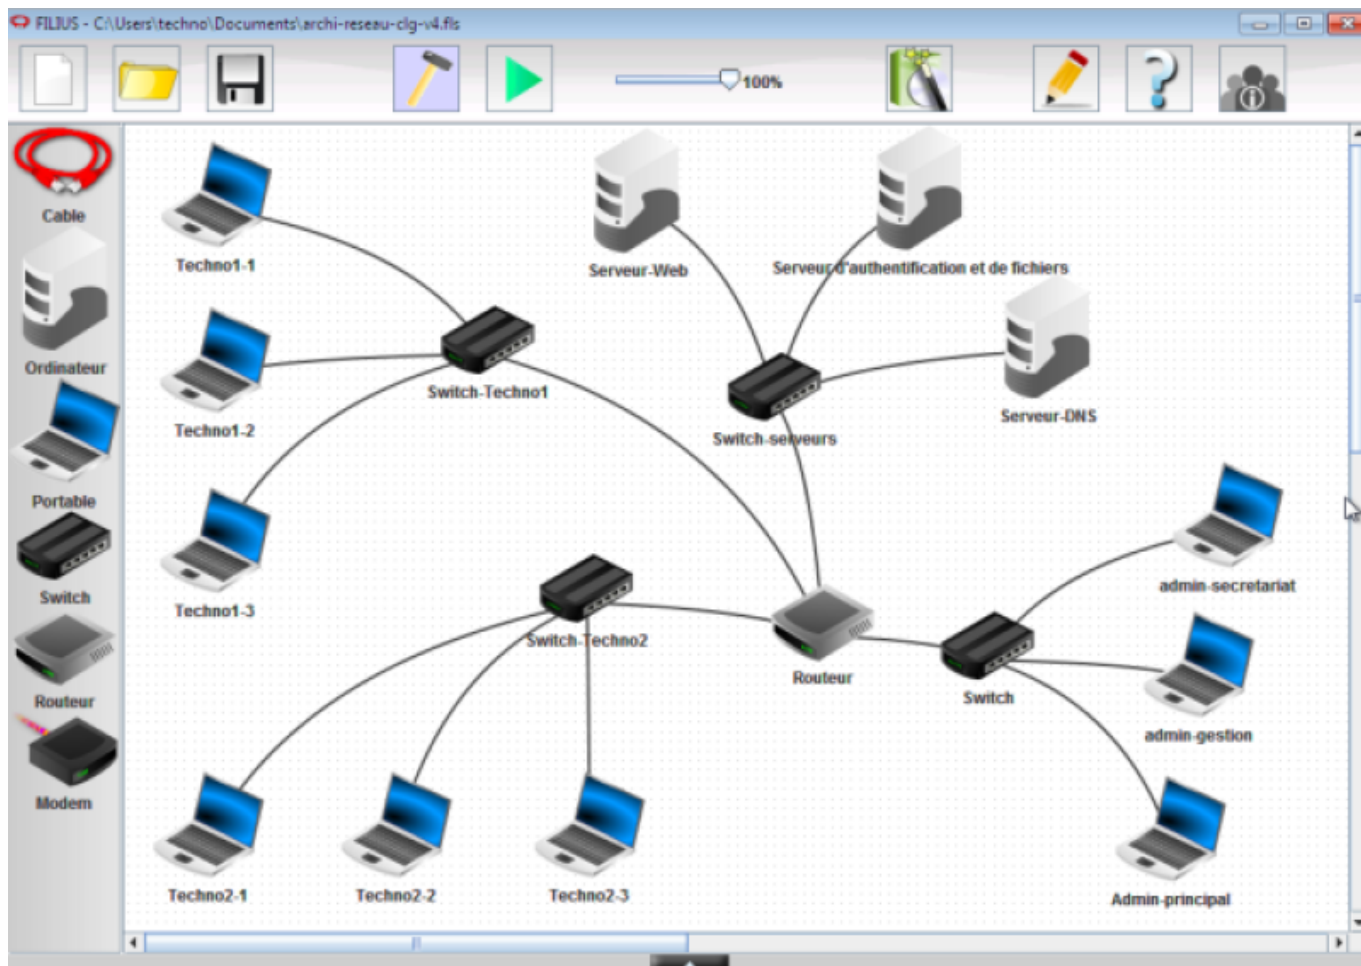 FILIUS - C:\Users\techno\Documents\archi-reseau-clg-v4.fls
100%
Cable
Ordinateur
Portable
Switch
Routeur
Modem
Techno1-1
Serveur-Web
Serveur d'authentification et de fichiers
Switch-Techno1
Techno1-2
Serveur-DNS
Switch-serveurs
Techno1-3
admin-secretariat
Switch-Techno2
Routeur
Switch
admin-gestion
Techno2-1
Techno2-2
Techno2-3
Admin-principal